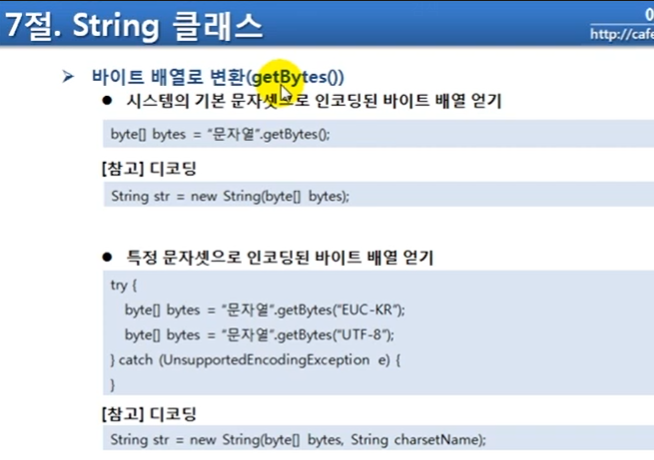 7절. String 클래스
http://cafe
➤ 바이트 배열로 변환(getBytes())
● 시스템의 기본 문자셋으로 인코딩된 바이트 배열 얻기
byte[] bytes = "문자열".getBytes();
[참고] 디코딩
String str = new String(byte[] bytes);
● 특정 문자셋으로 인코딩된 바이트 배열 얻기
try {
byte[] bytes = "문자열".getBytes("EUC-KR");
byte[] bytes = "문자열".getBytes("UTF-8");
} catch (UnsupportedEncodingException e) {
}
[참고] 디코딩
String str = new String(byte[] bytes, String charsetName);